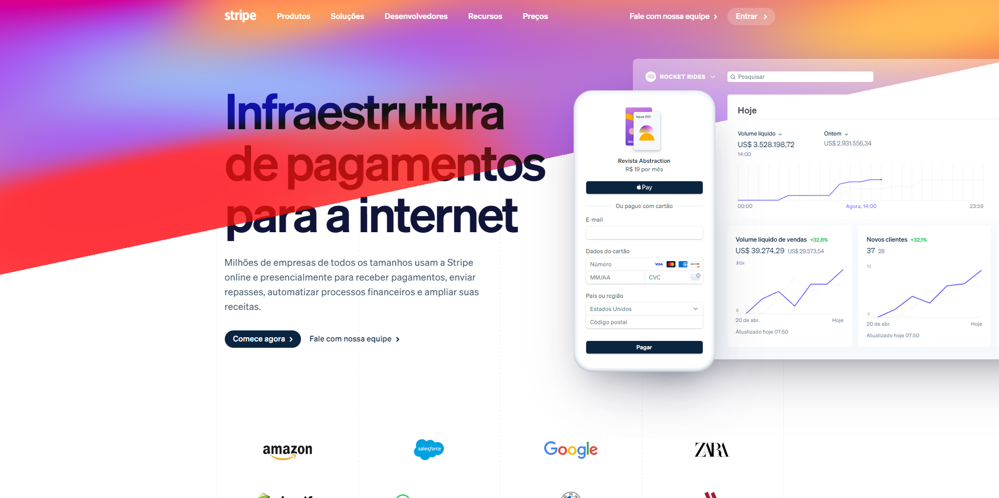 stripe
Produtos
Soluções
Desenvolvedores
Recursos
Preços
Fale com nossa equipe
Entrar
Infraestrutura
de pagamentos
para a internet
Milhões de empresas de todos os tamanhos usam a Stripe
online e presencialmente para receber pagamentos, enviar
repasses, automatizar processos financeiros e ampliar suas
receitas.
Comece agora
Fale com nossa equipe
Issue 001
Revista Abstraction
R$ 19 por mês
Pay
Ou pague com cartão
E-mail
Dados do cartão
Número
VISA
MM/AA
CVC
País ou região
Estados Unidos
Código postal
Pagar
ROCKET RIDES
Pesquisar
Hoje
Volume líquido
US$ 3.528.198,72
14:00
Ontem
US$ 2.931.556,34
00:00
Agora, 14:00
23:59
Volume líquido de vendas +32,8%
US$ 39.274,29 US$ 29.573,54
$12k
0
20 de abr.
Hoje
Atualizado hoje 07:50
Novos clientes +32,1%
37 28
12
0
20 de abr.
Hoje
Atualizado hoje 07:50
amazon
salesforce
Google
ZARA